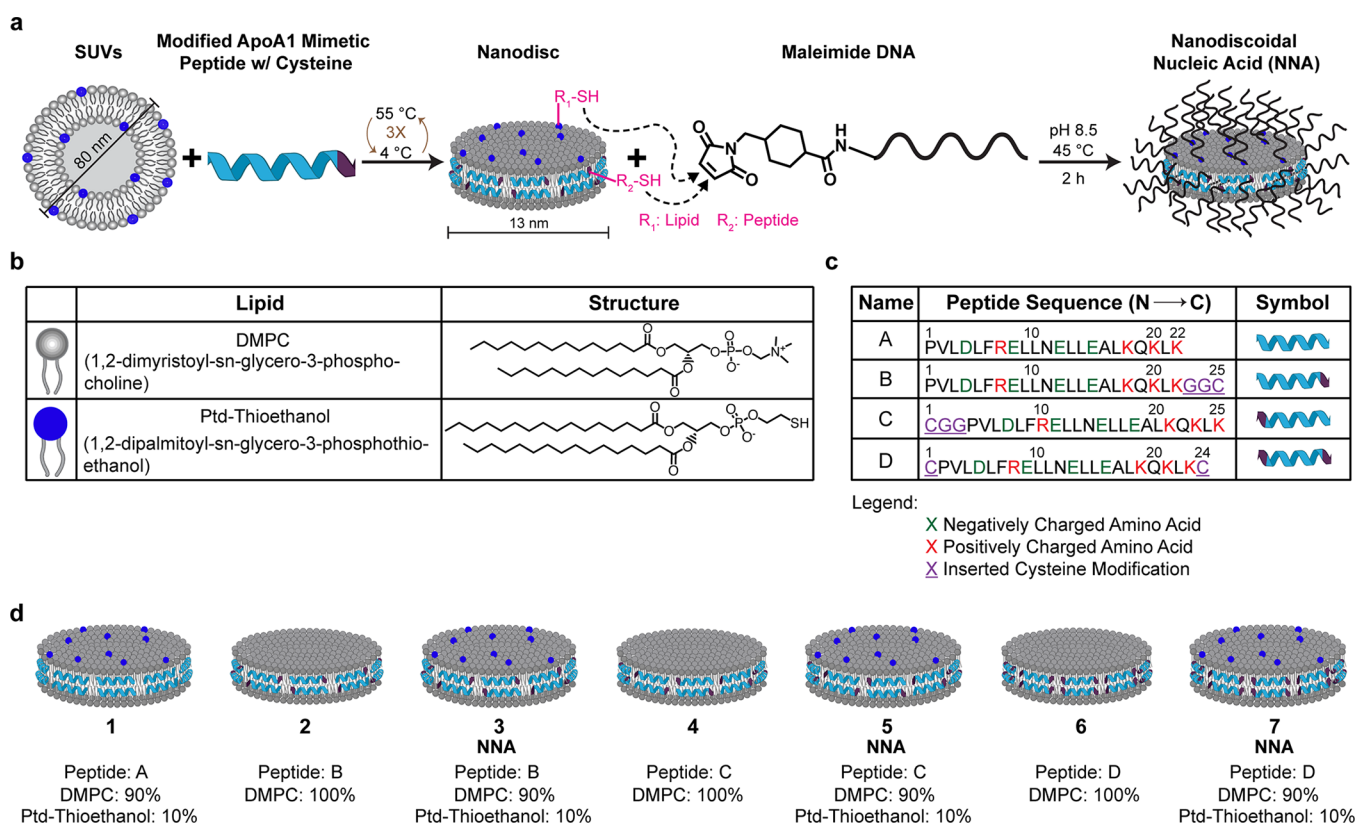 a
SUVs
Modified ApoA1 Mimetic
Peptide w/ Cysteine
Nanodisc
Maleimide DNA
Nanodiscoidal
Nucleic Acid (NNA)
80 nm
+
55 °C
3X
4 °C
R1-SH
R2-SH
13 nm
+
R1: Lipid R2: Peptide
O
N
O
O
H
N
pH 8.5
45 °C
2 h
b
Lipid
Structure
DMPC
(1,2-dimyristoyl-sn-glycero-3-phospho-
choline)
O
O
O
O
O
O
P
O-
O
N+
Ptd-Thioethanol
(1,2-dipalmitoyl-sn-glycero-3-phosphothio-
ethanol)
O
O
O
O
O
O
P
O-
O
SH
c
Name
Peptide Sequence (N → C)
Symbol
A
1 10 20 22
PVLDLFRELLNELLEALKQKLK
B
1 10 20 25
PVLDLFRELLNELLEALKQKLKGGC
C
1 10 20 25
CGGPVLDLFRELLNELLEALKQKLK
D
1 10 20 24
CPVLDLFRELLNELLEALKQKLKC
Legend:
X Negatively Charged Amino Acid
X Positively Charged Amino Acid
X Inserted Cysteine Modification
d
1
Peptide: A
DMPC: 90%
Ptd-Thioethanol: 10%
2
Peptide: B
DMPC: 100%
3
NNA
Peptide: B
DMPC: 90%
Ptd-Thioethanol: 10%
4
Peptide: C
DMPC: 100%
5
NNA
Peptide: C
DMPC: 90%
Ptd-Thioethanol: 10%
6
Peptide: D
DMPC: 100%
7
NNA
Peptide: D
DMPC: 90%
Ptd-Thioethanol: 10%